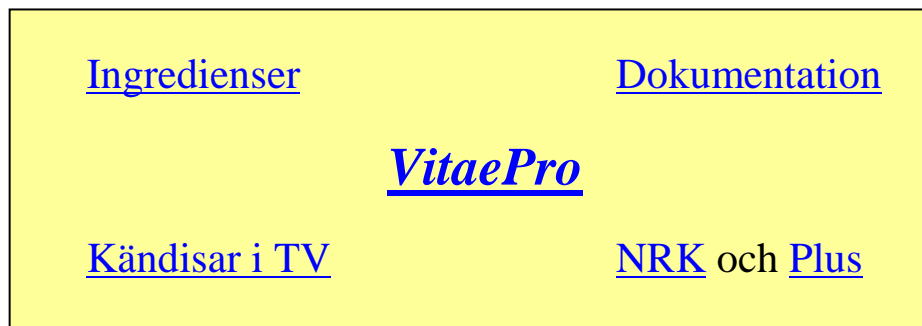 Ingredienser Dokumentation
VitaePro
Kändisar i TV NRK och Plus